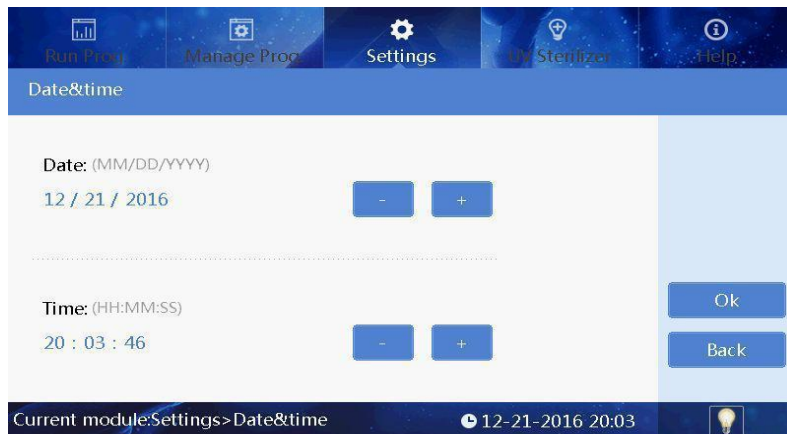 Run Prog
Manage Prog
Settings
UV Sterilizer
Help
Date&time
Date: (MM/DD/YYYY)
12 / 21 / 2016
- +
Time: (HH:MM:SS)
20 : 03 : 46
- +
Ok
Back
Current module:Settings>Date&time
12-21-2016 20:03